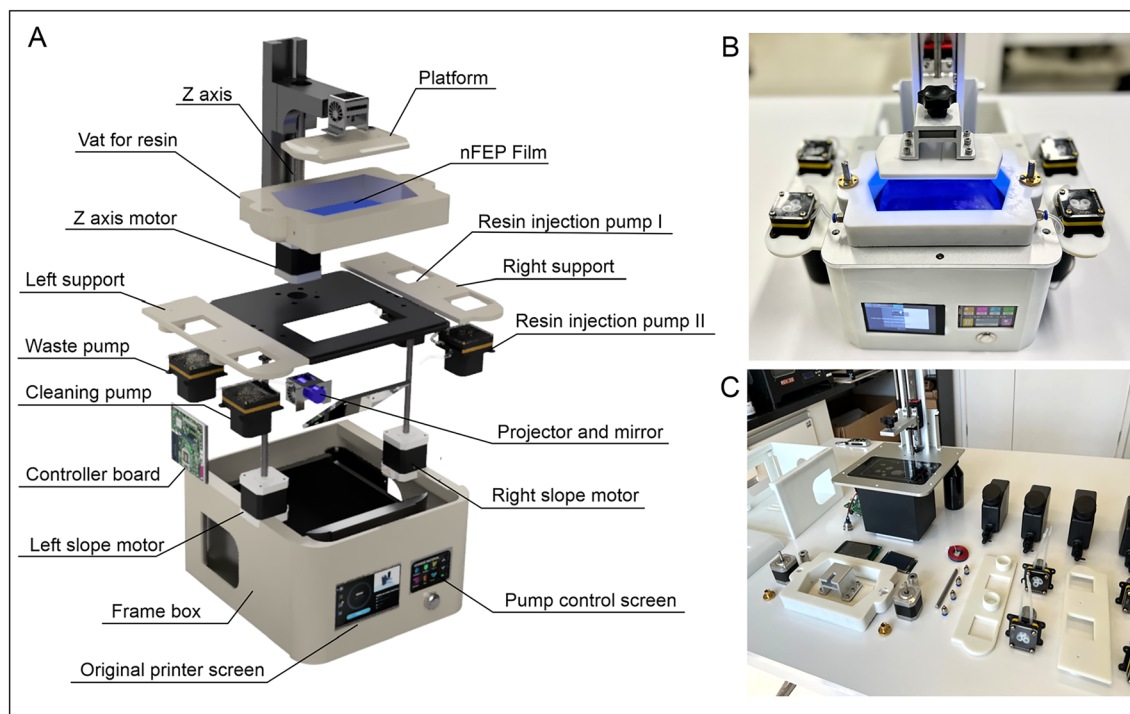 A
Z axis
Platform
Vat for resin
nFEP Film
Z axis motor
Resin injection pump I
Left support
Right support
Waste pump
Resin injection pump II
Cleaning pump
Controller board
Projector and mirror
Right slope motor
Left slope motor
Frame box
Pump control screen
Original printer screen
B
C